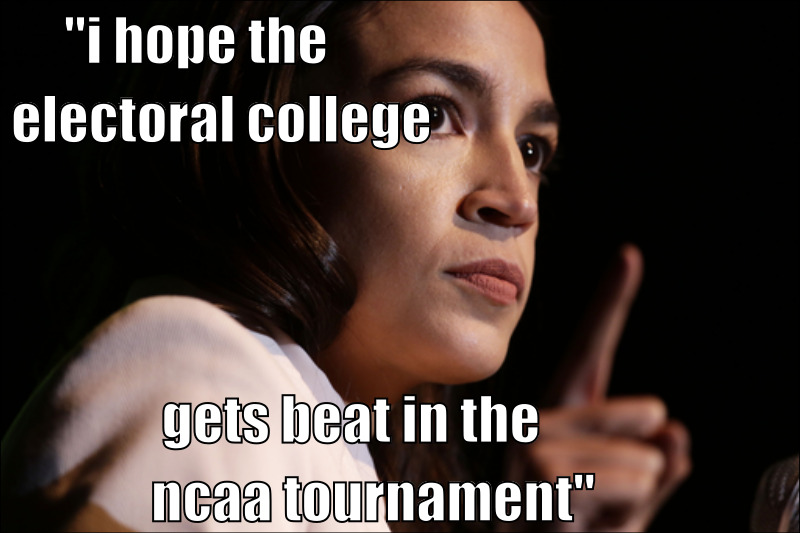 "i hope the
electoral college
gets beat in the
ncaa tournament"